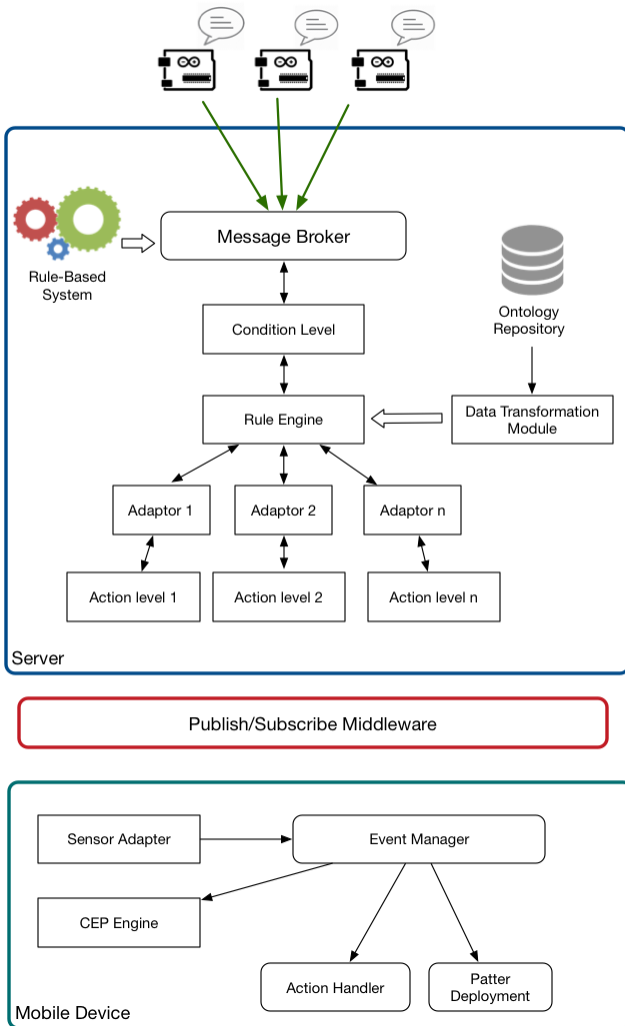 Message Broker
Rule-Based
System
Ontology
Repository
Condition Level
Rule Engine
Data Transformation
Module
Adaptor 1
Adaptor 2
Adaptor n
Action level 1
Action level 2
Action level n
Server
Publish/Subscribe Middleware
Sensor Adapter
Event Manager
CEP Engine
Action Handler
Patter
Deployment
Mobile Device